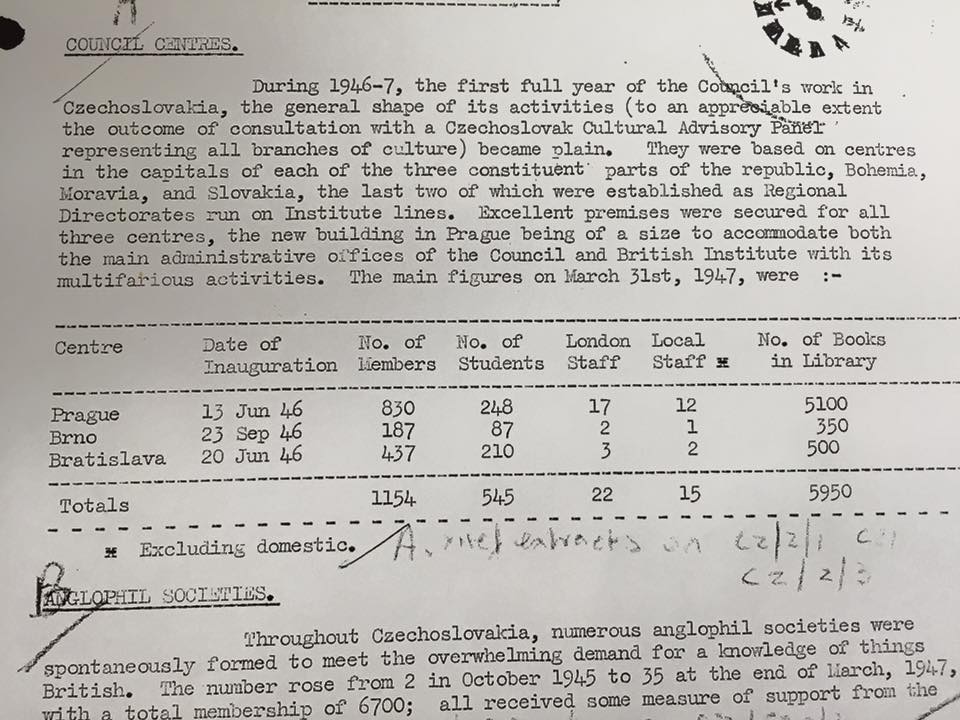 A
COUNCIL CENTRES.
During 1946-7, the first full year of the Council's work in
Czechoslovakia, the general shape of its activities (to an appreciable extent
the outcome of consultation with a Czechoslovak Cultural Advisory Panel
representing all branches of culture) became plain. They were based on centres
in the capitals of each of the three constituent parts of the republic, Bohemia,
Moravia, and Slovakia, the last two of which were established as Regional
Directorates run on Institute lines. Excellent premises were secured for all
three centres, the new building in Prague being of a size to accommodate both
the main administrative offices of the Council and British Institute with its
multifarious activities. The main figures on March 31st, 1947, were :-
Centre Date of Inauguration No. of Members No. of Students London Staff Local Staff ж No. of Books in Library
Prague 13 Jun 46 830 248 17 12 5100
Brno 23 Sep 46 187 87 2 1 350
Bratislava 20 Jun 46 437 210 3 2 500
Totals 1154 545 22 15 5950
ж Excluding domestic.
A. extracts on CZ/2/1
CZ/2/3
B
ANGLOPHIL SOCIETIES.
Throughout Czechoslovakia, numerous anglophil societies were
spontaneously formed to meet the overwhelming demand for a knowledge of things
British. The number rose from 2 in October 1945 to 35 at the end of March, 1947,
with a total membership of 6700; all received some measure of support from the